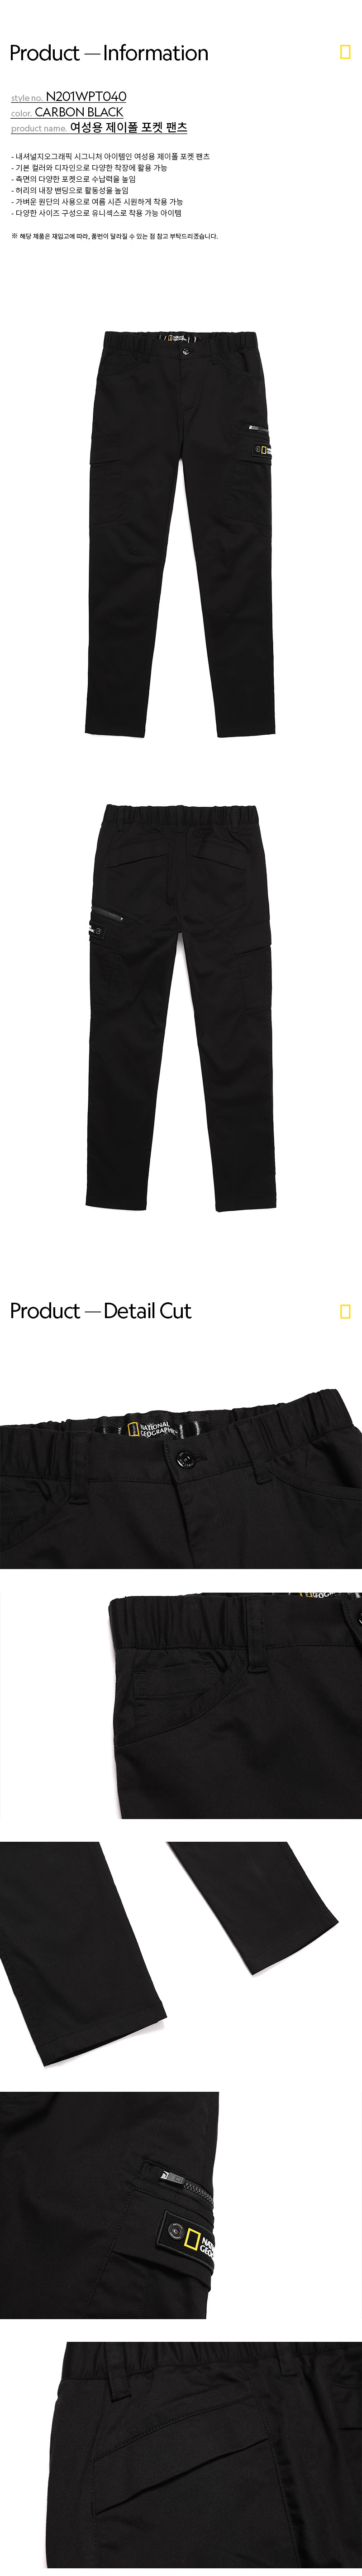 Product — Information
style no. N201WPT040
color. CARBON BLACK
product name. 여성용 제이폴 포켓 팬츠
- 내셔널지오그래픽 시그니처 아이템인 여성용 제이폴 포켓 팬츠
- 기본 컬러와 디자인으로 다양한 착장에 활용 가능
- 측면의 다양한 포켓으로 수납력을 높임
- 허리의 내장 밴딩으로 활동성을 높임
- 가벼운 원단의 사용으로 여름 시즌 시원하게 착용 가능
- 다양한 사이즈 구성으로 유니섹스로 착용 가능 아이템
※ 해당 제품은 재입고에 따라, 품번이 달라질 수 있는 점 참고 부탁드리겠습니다.
Product — Detail Cut
NATIONAL
GEOGRAPHIC